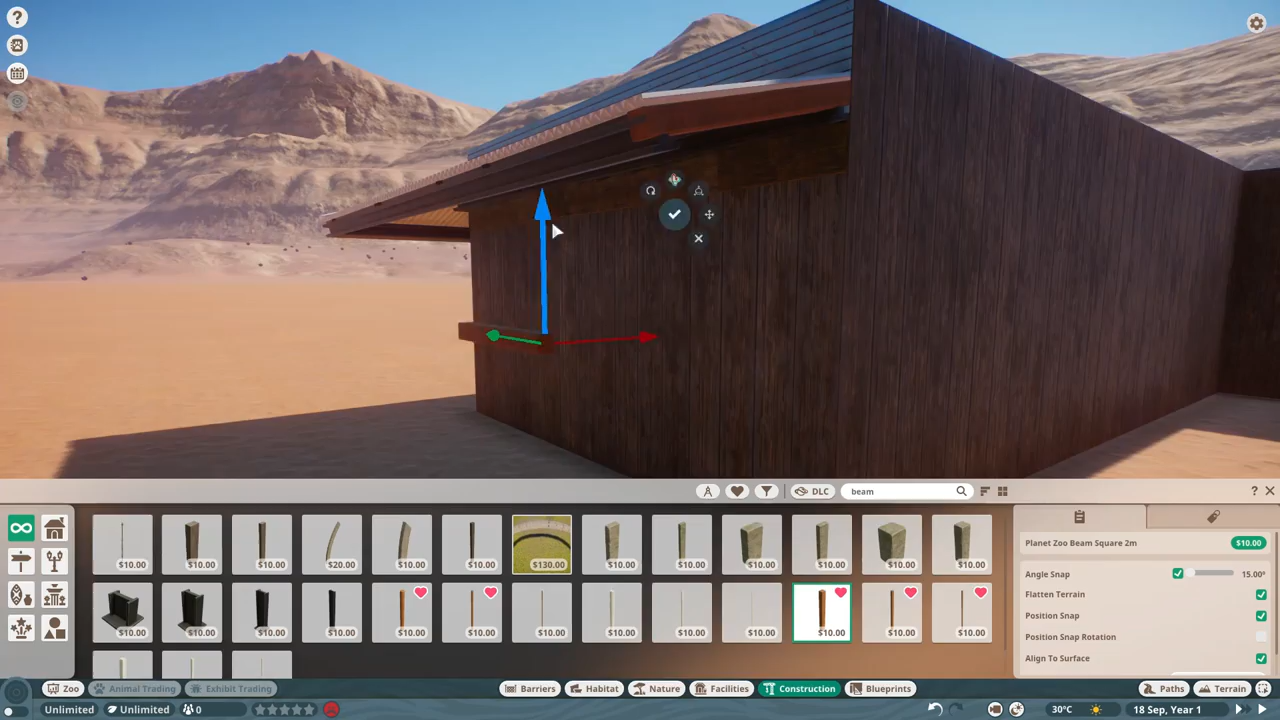 ?
DLC
beam
?
$10.00 $10.00 $10.00 $20.00 $10.00 $10.00 $130.00 $10.00 $10.00 $10.00 $10.00 $10.00 $10.00
$10.00 $10.00 $10.00 $10.00 $10.00 $10.00 $10.00 $10.00 $10.00 $10.00 $10.00 $10.00 $10.00
Planet Zoo Beam Square 2m $10.00
Angle Snap 15.00°
Flatten Terrain
Position Snap
Position Snap Rotation
Align To Surface
Zoo Animal Trading Exhibit Trading Barriers Habitat Nature Facilities Construction Blueprints Paths Terrain
Unlimited Unlimited 0 30°C 18 Sep, Year 1